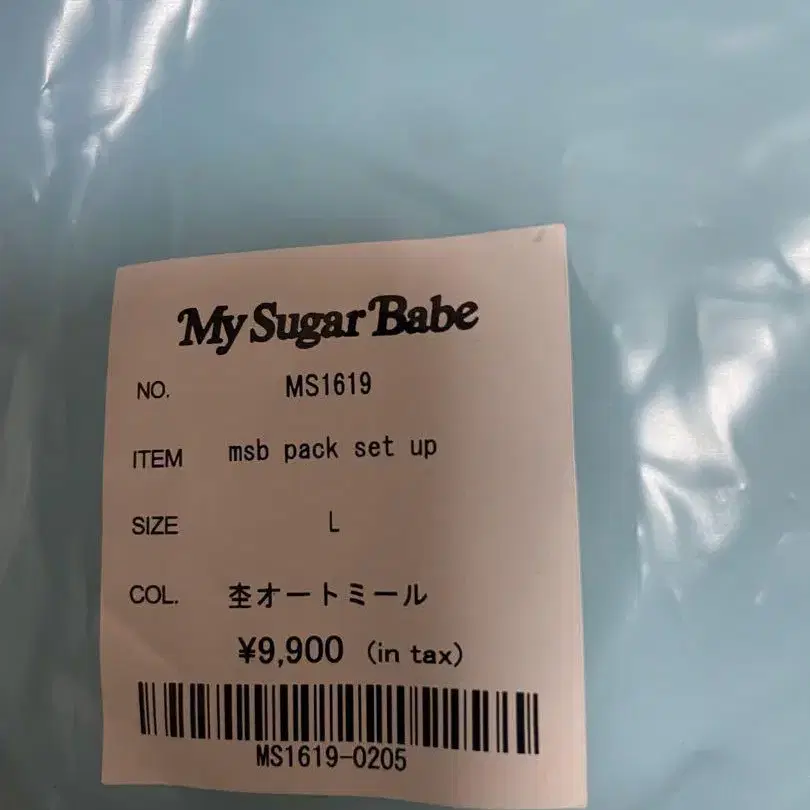 My Sugar Babe
NO. MS1619
ITEM msb pack set up
SIZE L
COL. 杢オートミール
¥9,900 (in tax)
MS1619-0205